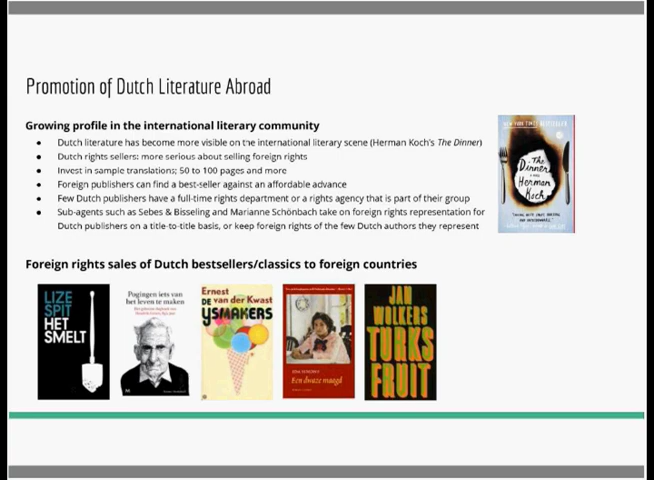 Promotion of Dutch Literature Abroad
Growing profile in the international literary community
● Dutch literature has become more visible on the international literary scene (Herman Koch's The Dinner)
● Dutch rights sellers: more serious about selling foreign rights
● Invest in sample translations; 50 to 100 pages and more
● Foreign publishers can find a best-seller against an affordable advance
● Few Dutch publishers have a full-time rights department or a rights agency that is part of their group
● Sub-agents such as Sebes & Bisseling and Marianne Schönbach take on foreign rights representation for
Dutch publishers on a title-to-title basis, or keep foreign rights of the few Dutch authors they represent
NEW YORK TIMES BESTSELLER
The
Dinner
Herman
Koch
Foreign rights sales of Dutch bestsellers/classics to foreign countries
LIZE
SPIT
HET
SMELT
Pogingen iets van
het leven te maken
Ernest
van der Kwast
DE
IJSMAKERS
Een dwaze maagd
JAN
WOLKERS
TURKS
FRUIT